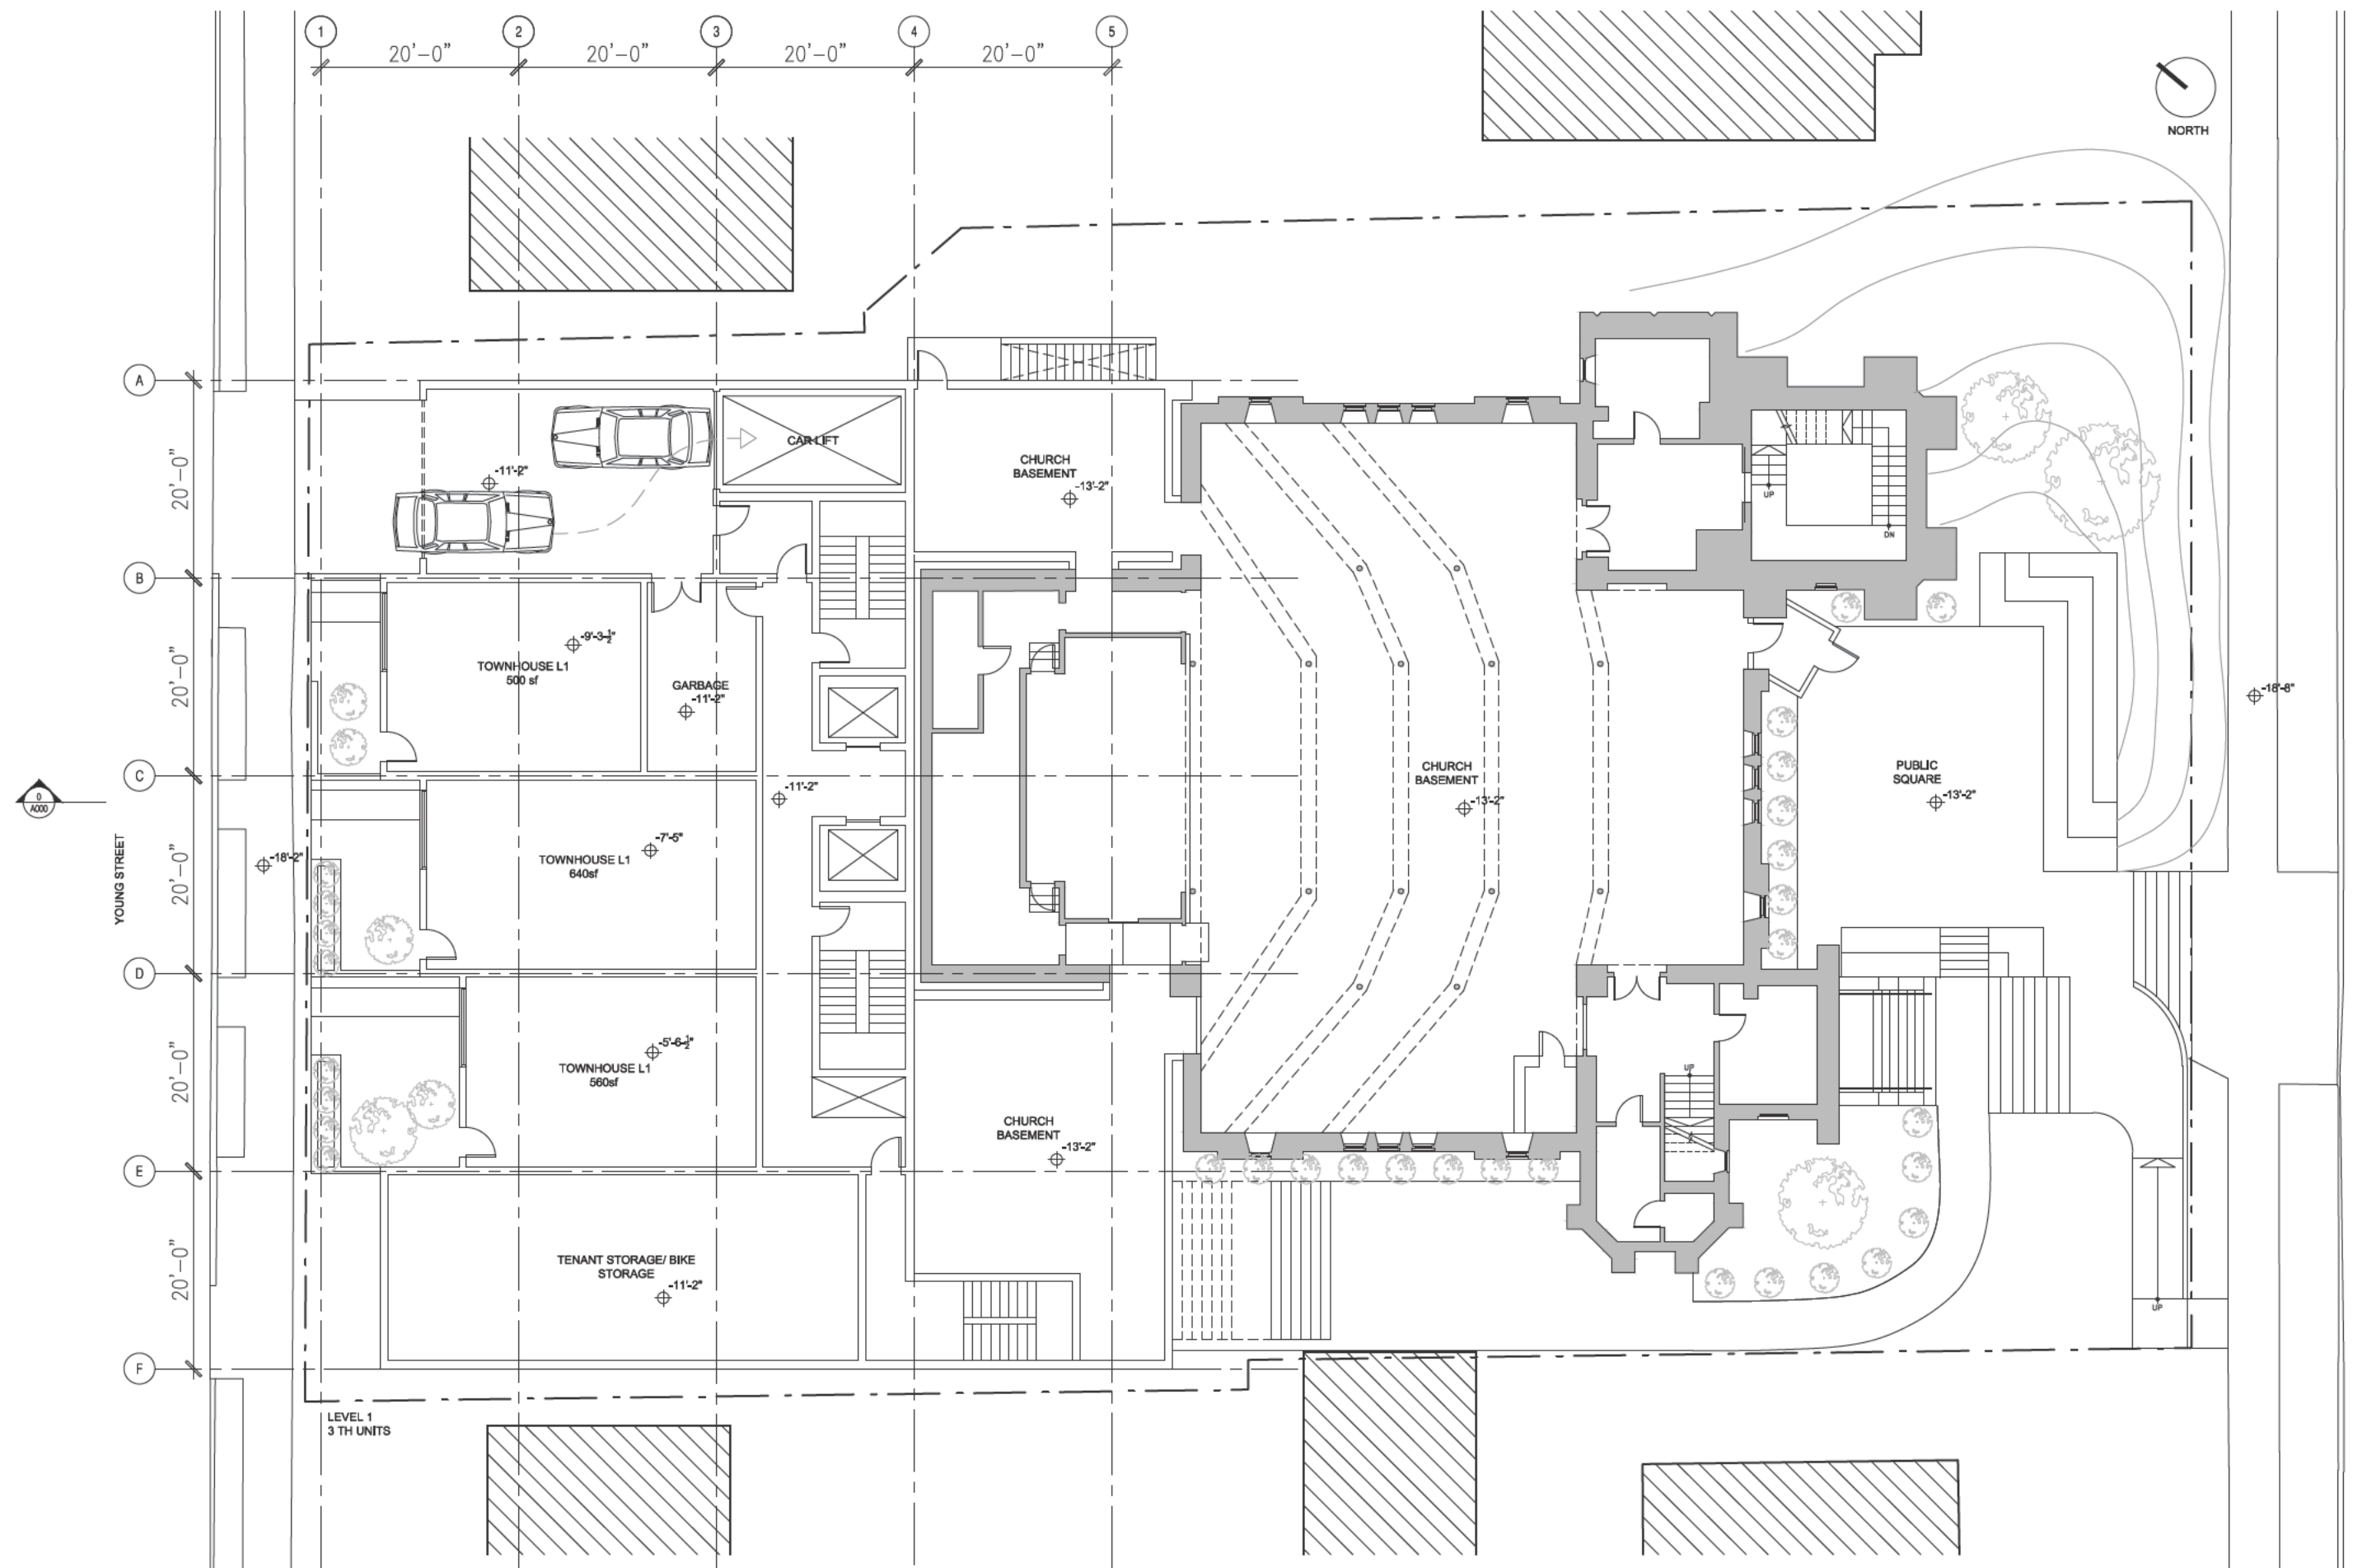 1
2
3
4
5
20'-0"
20'-0"
20'-0"
20'-0"
NORTH
A
B
C
D
E
F
20'-0"
20'-0"
20'-0"
20'-0"
20'-0"
CAR LIFT
-11'-2"
CHURCH
BASEMENT
-13'-2"
UP
DN
-9'-3½"
TOWNHOUSE L1
500 sf
GARBAGE
-11'-2"
-18'-8"
0
A000
YOUNG STREET
-18'-2"
-11'-2"
-7'-5"
TOWNHOUSE L1
640sf
CHURCH
BASEMENT
-13'-2"
PUBLIC
SQUARE
-13'-2"
-5'-6½"
TOWNHOUSE L1
560sf
CHURCH
BASEMENT
-13'-2"
UP
TENANT STORAGE/ BIKE
STORAGE
-11'-2"
UP
LEVEL 1
3 TH UNITS